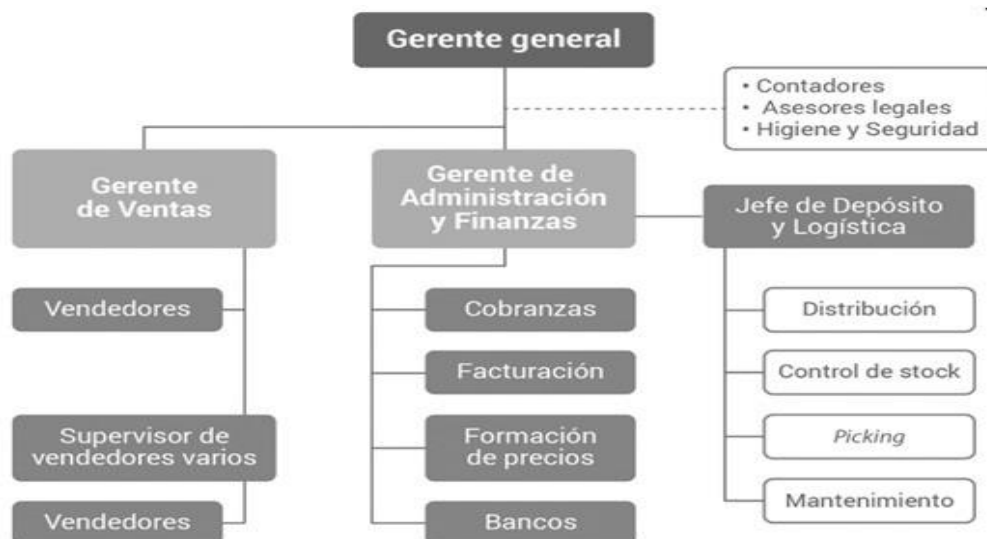 Gerente general
• Contadores
• Asesores legales
• Higiene y Seguridad
Gerente
de Ventas
Gerente de
Administración
y Finanzas
Jefe de Depósito
y Logística
Vendedores
Supervisor de
vendedores varios
Vendedores
Cobranzas
Facturación
Formación
de precios
Bancos
Distribución
Control de stock
Picking
Mantenimiento